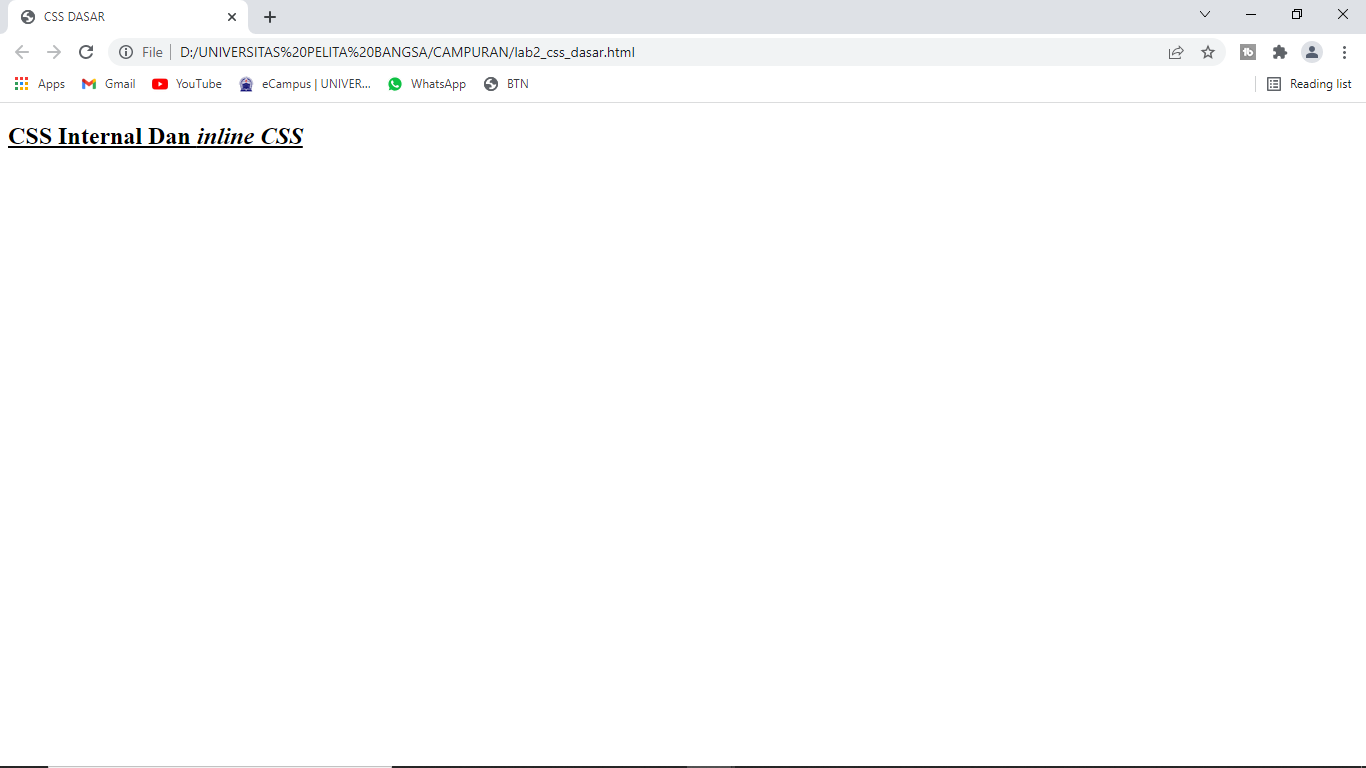 CSS DASAR
File D:/UNIVERSITAS%20PELITA%20BANGSA/CAMPURAN/lab2_css_dasar.html
Apps Gmail YouTube eCampus | UNIVER... WhatsApp BTN Reading list
CSS Internal Dan inline CSS